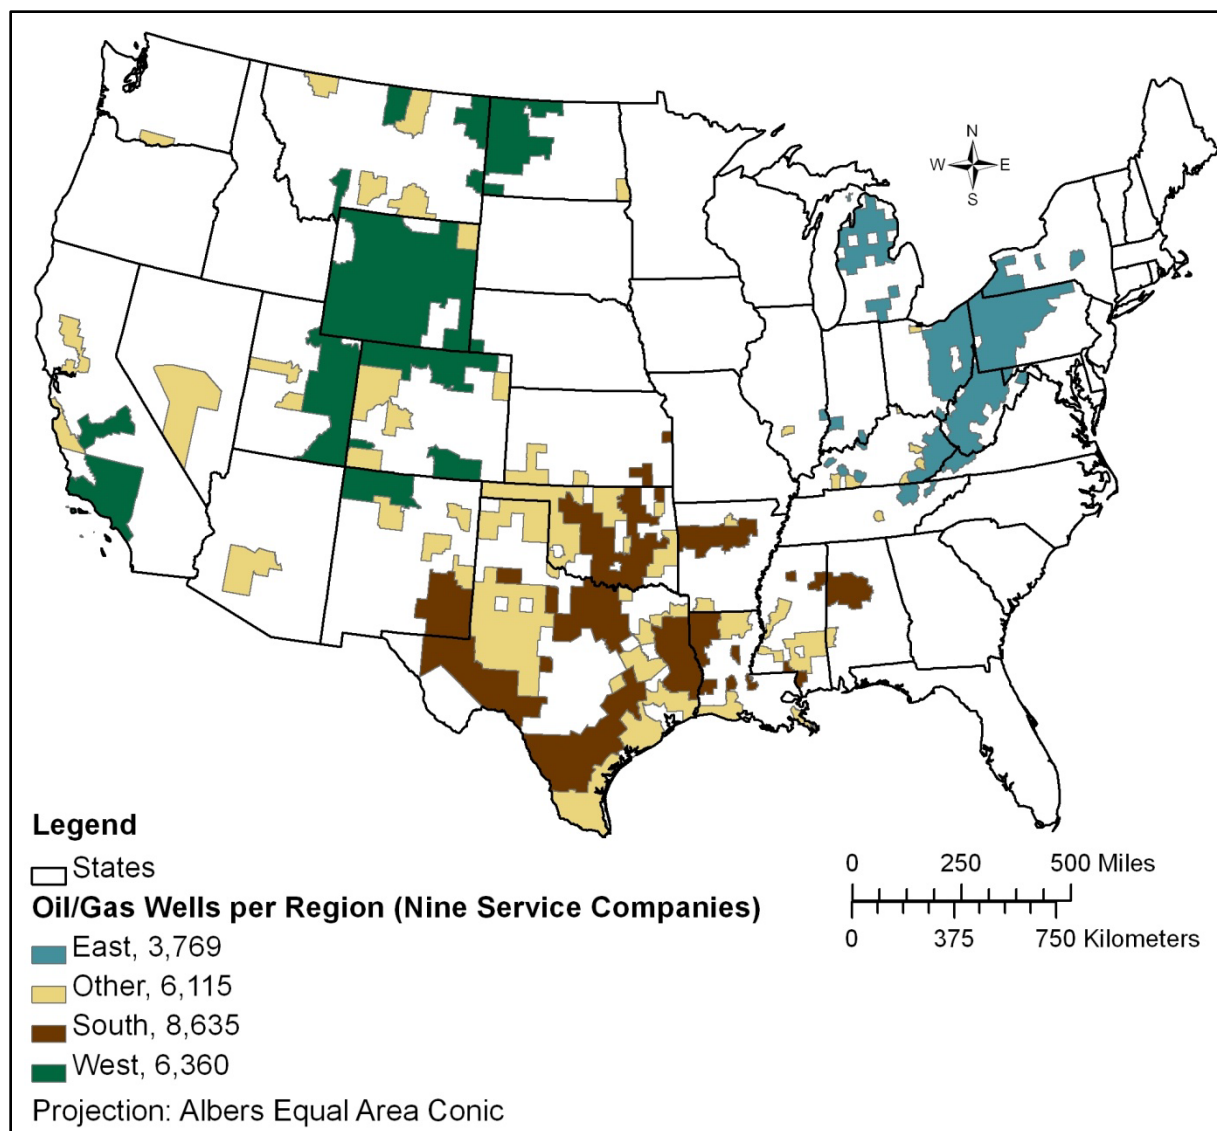 N
W E
S
Legend
States
Oil/Gas Wells per Region (Nine Service Companies)
East, 3,769
Other, 6,115
South, 8,635
West, 6,360
Projection: Albers Equal Area Conic
0 250 500 Miles
0 375 750 Kilometers